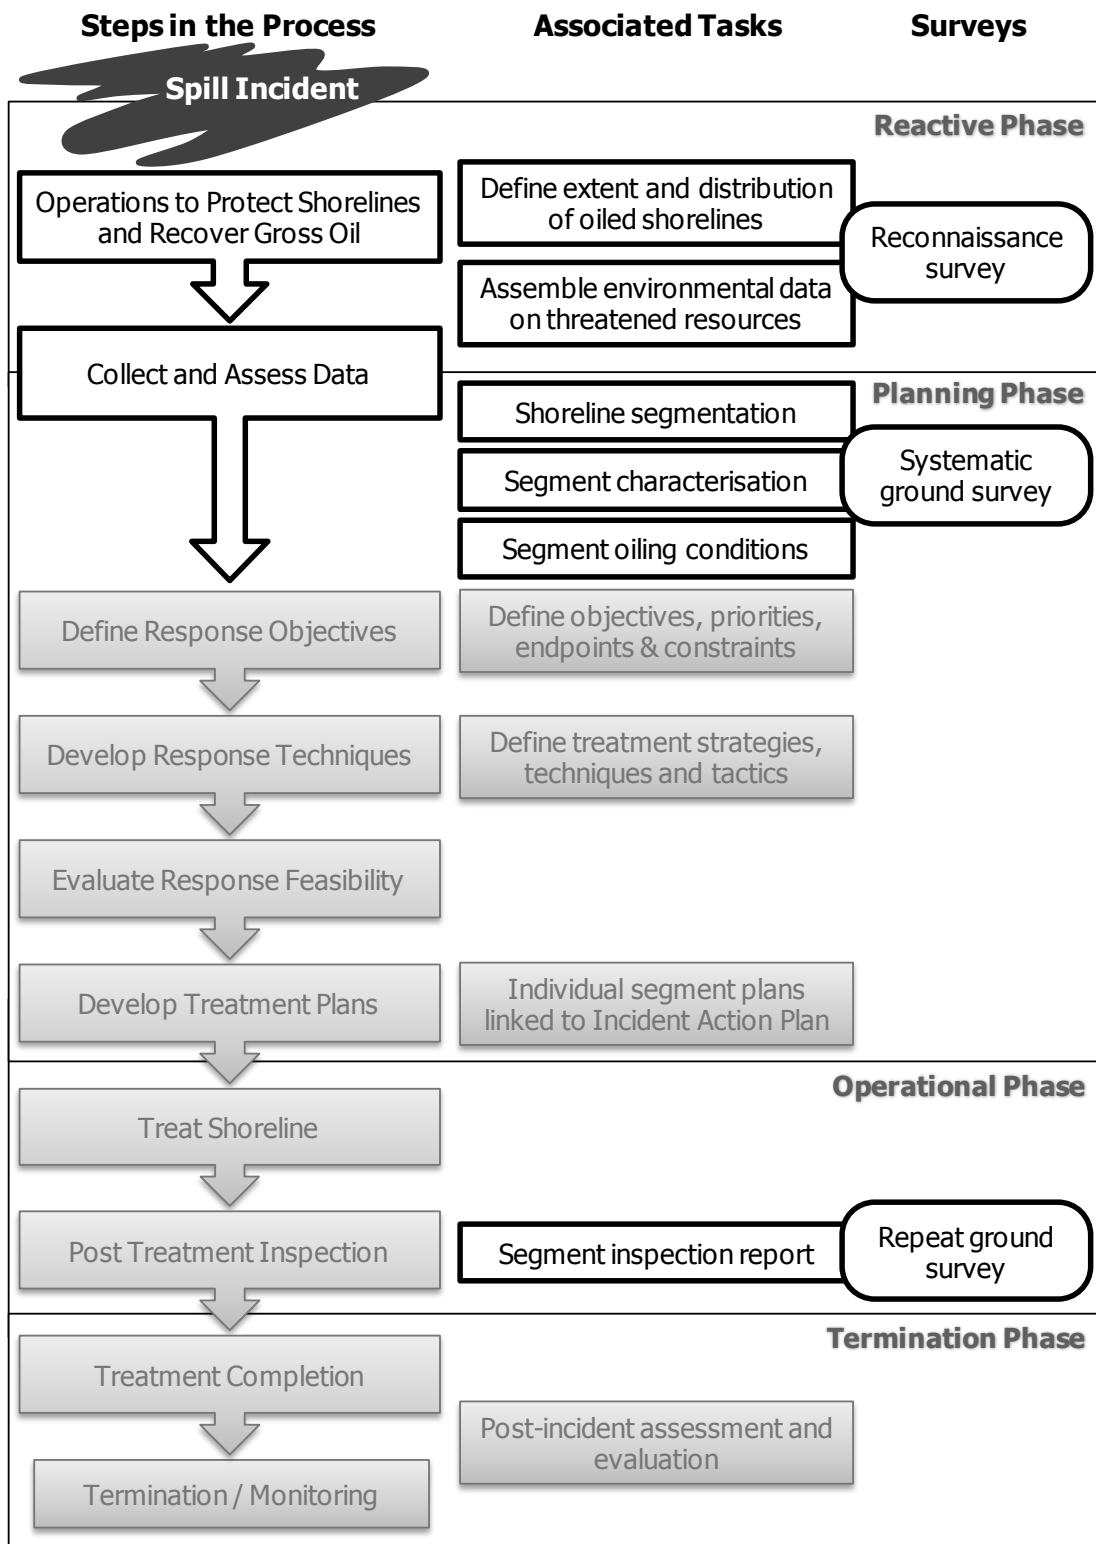 Steps in the Process
Associated Tasks
Surveys
Spill Incident
Reactive Phase
Operations to Protect Shorelines
and Recover Gross Oil
Define extent and distribution
of oiled shorelines
Reconnaissance
survey
Assemble environmental data
on threatened resources
Collect and Assess Data
Planning Phase
Shoreline segmentation
Systematic
ground survey
Segment characterisation
Segment oiling conditions
Define Response Objectives
Define objectives, priorities,
endpoints & constraints
Develop Response Techniques
Define treatment strategies,
techniques and tactics
Evaluate Response Feasibility
Develop Treatment Plans
Individual segment plans
linked to Incident Action Plan
Operational Phase
Treat Shoreline
Post Treatment Inspection
Segment inspection report
Repeat ground
survey
Termination Phase
Treatment Completion
Post-incident assessment and
evaluation
Termination / Monitoring